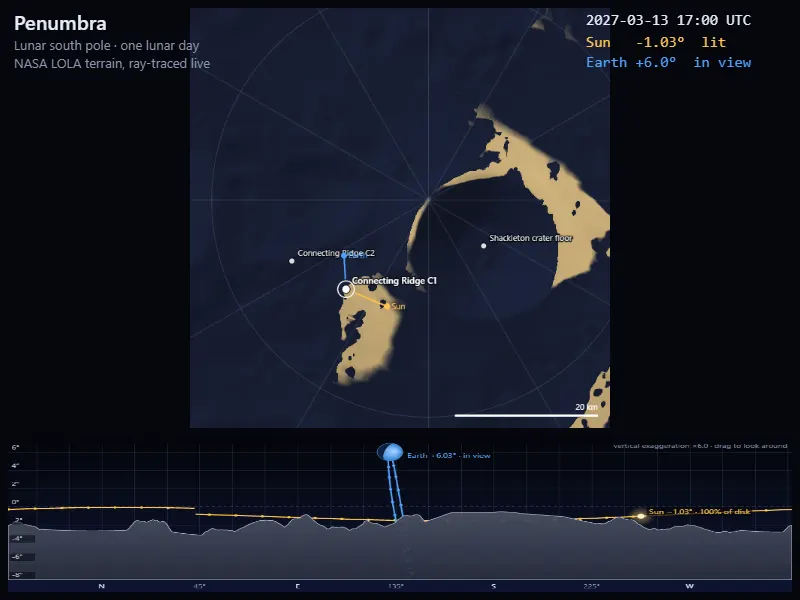 Penumbra
Lunar south pole · one lunar day
NASA LOLA terrain, ray-traced live
2027-03-13 17:00 UTC
Sun -1.03° lit
Earth +6.0° in view
Shackleton crater floor
Connecting Ridge C2
Earth
Connecting Ridge C1
Sun
20 km
vertical exaggeration ×6.0 · drag to look around
6°
Earth +6.03° · in view
4°
2°
0°
Sun −1.03° · 100% of disk
-2°
-4°
-6°
-8°
N 45° E 135° S 225° W